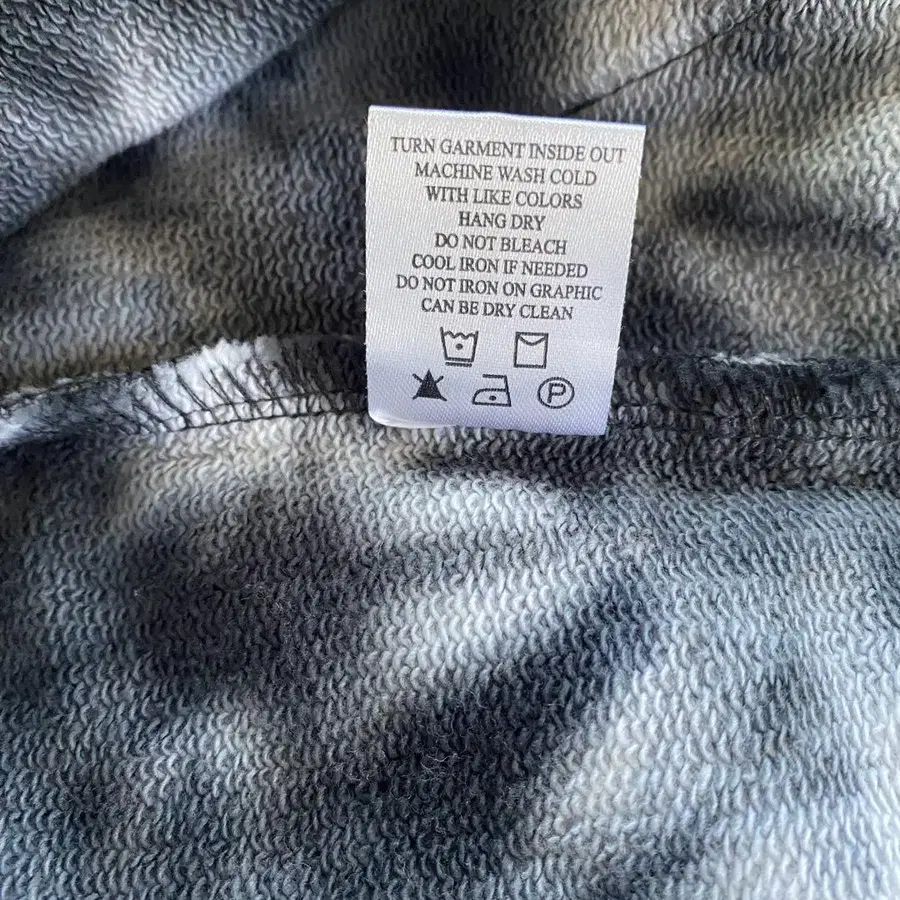 TURN GARMENT INSIDE OUT
MACHINE WASH COLD
WITH LIKE COLORS
HANG DRY
DO NOT BLEACH
COOL IRON IF NEEDED
DO NOT IRON ON GRAPHIC
CAN BE DRY CLEAN
P